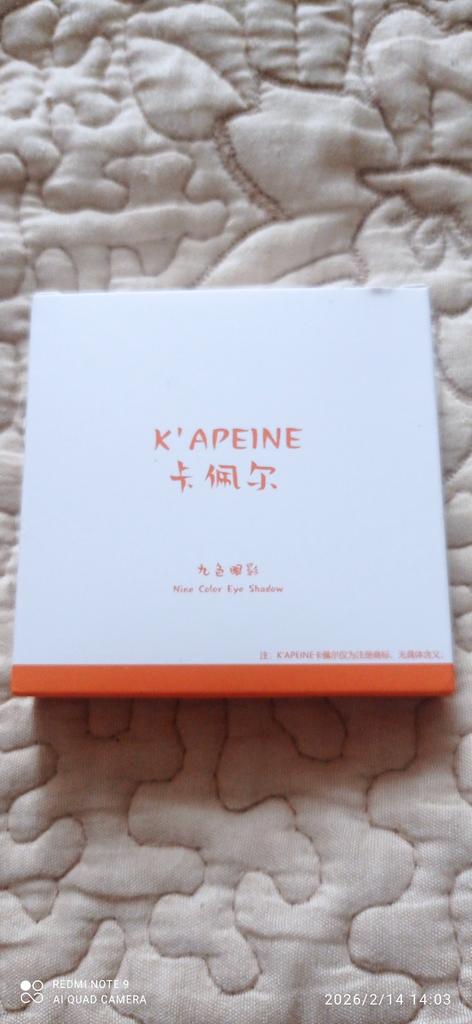 K'APEINE
卡佩尔
九色眼影
Nine Color Eye Shadow
注：K'APEINE卡佩尔仅为注册商标，无具体含义。
REDMI NOTE 9
AI QUAD CAMERA
2026/2/14 14:03